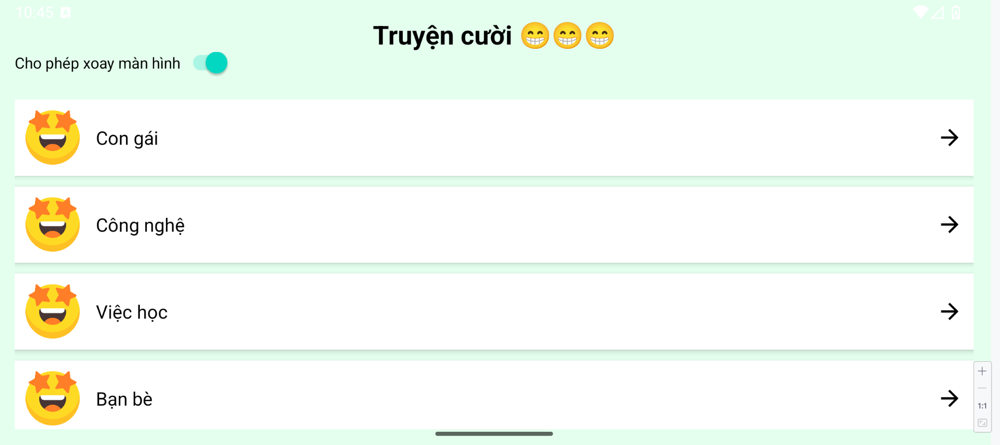 10:45
Truyện cười 😁😁😁
Cho phép xoay màn hình
Con gái
Công nghệ
Việc học
Bạn bè
1:1